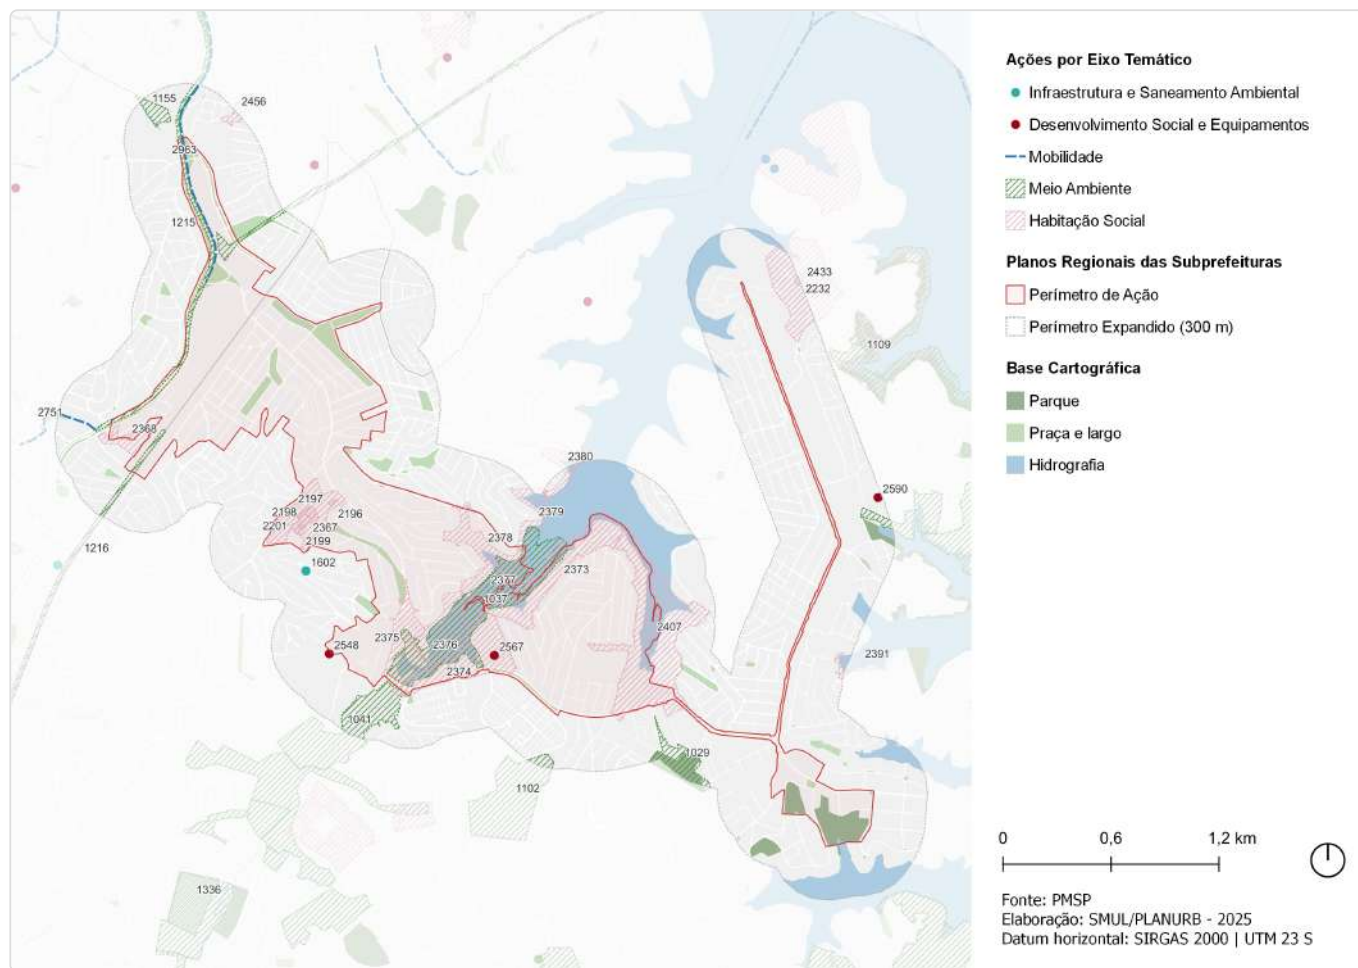 1155
2456
2963
1215
2433
2232
1109
2751
2368
2380
2197
2590
2198
2196
2379
2201
2367
2378
2199
1216
1602
2377
2373
1037
2407
2375
2376
2548
2567
2374
2391
1041
1029
1102
1336
Ações por Eixo Temático
Infraestrutura e Saneamento Ambiental
Desenvolvimento Social e Equipamentos
Mobilidade
Meio Ambiente
Habitação Social
Planos Regionais das Subprefeituras
Perímetro de Ação
Perímetro Expandido (300 m)
Base Cartográfica
Parque
Praça e largo
Hidrografia
0 0,6 1,2 km
Fonte: PMSP
Elaboração: SMUL/PLANURB - 2025
Datum horizontal: SIRGAS 2000 | UTM 23 S